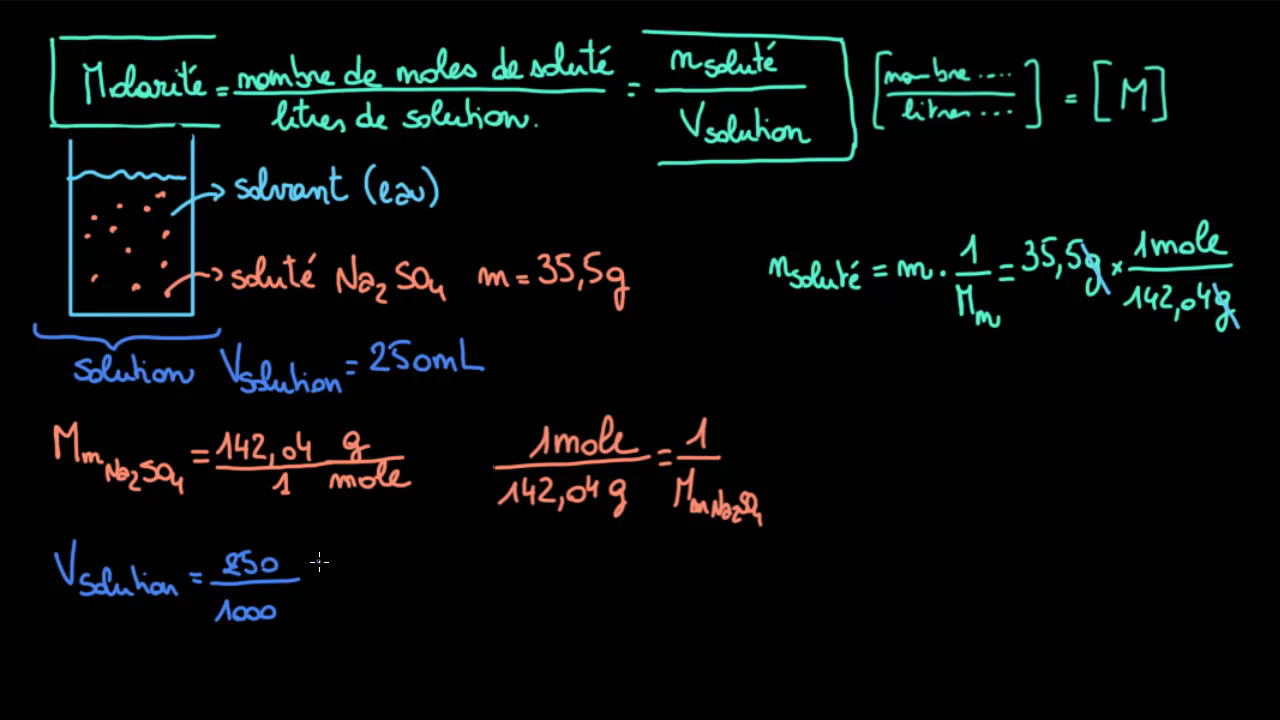 Molarité = nombre de moles de soluté / litres de solution. = n soluté / V solution [nombre .... / litres ...] = [M]
solvant (eau)
soluté Na₂SO₄ m = 35,5g
n soluté = m · 1 / Mm = 35,5g × 1mole / 142,04g
solution V solution = 250mL
Mm Na₂SO₄ = 142,04 g / 1 mole
1mole / 142,04g = 1 / Mm Na₂SO₄
V solution = 250 / 1000